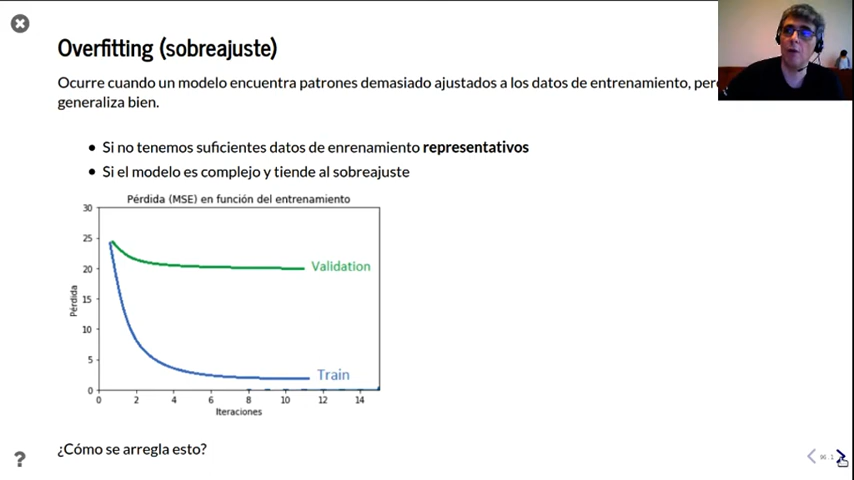 Overfitting (sobreajuste)
Ocurre cuando un modelo encuentra patrones demasiado ajustados a los datos de entrenamiento,
generaliza bien.
Si no tenemos suficientes datos de enrenamiento representativos
Si el modelo es complejo y tiende al sobreajuste
Pérdida (MSE) en función del entrenamiento
30
25
20
15
10
5
0
Pérdida
Validation
Train
0 2 4 6 8 10 12 14
Iteraciones
¿Cómo se arregla esto?
?